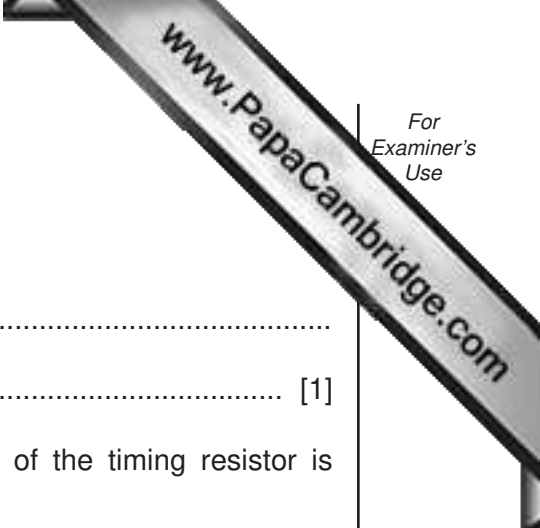 www.PapaCambridge.com
For
Examiner's
Use
................................................
........................................ [1]
of the timing resistor is